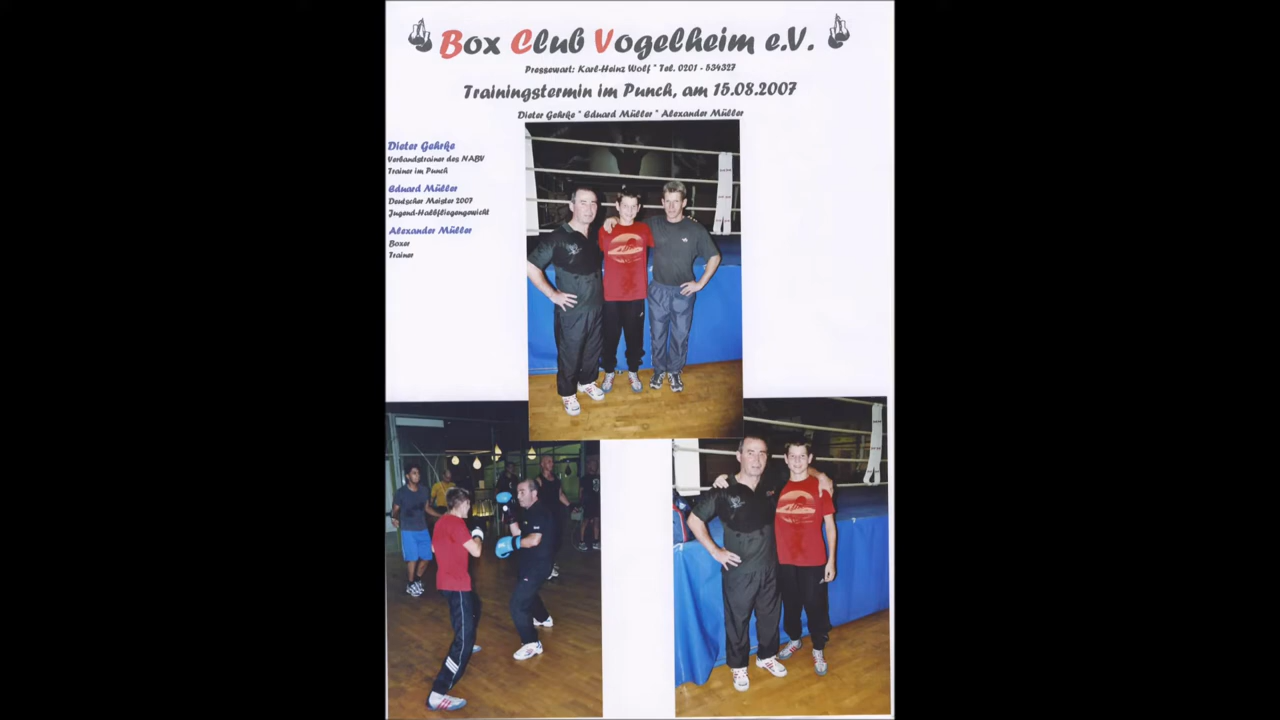 Box Club Vogelheim e.V.
Pressewart: Karl-Heinz Wolf * Tel. 0201 - 534327
Trainingstermin im Punch, am 15.08.2007
Dieter Gehrke * Eduard Müller * Alexander Müller
Dieter Gehrke
Verbandstrainer des NABV
Trainer im Punch
Eduard Müller
Deutscher Meister 2007
Jugend-Halbfliegengewicht
Alexander Müller
Boxer
Trainer